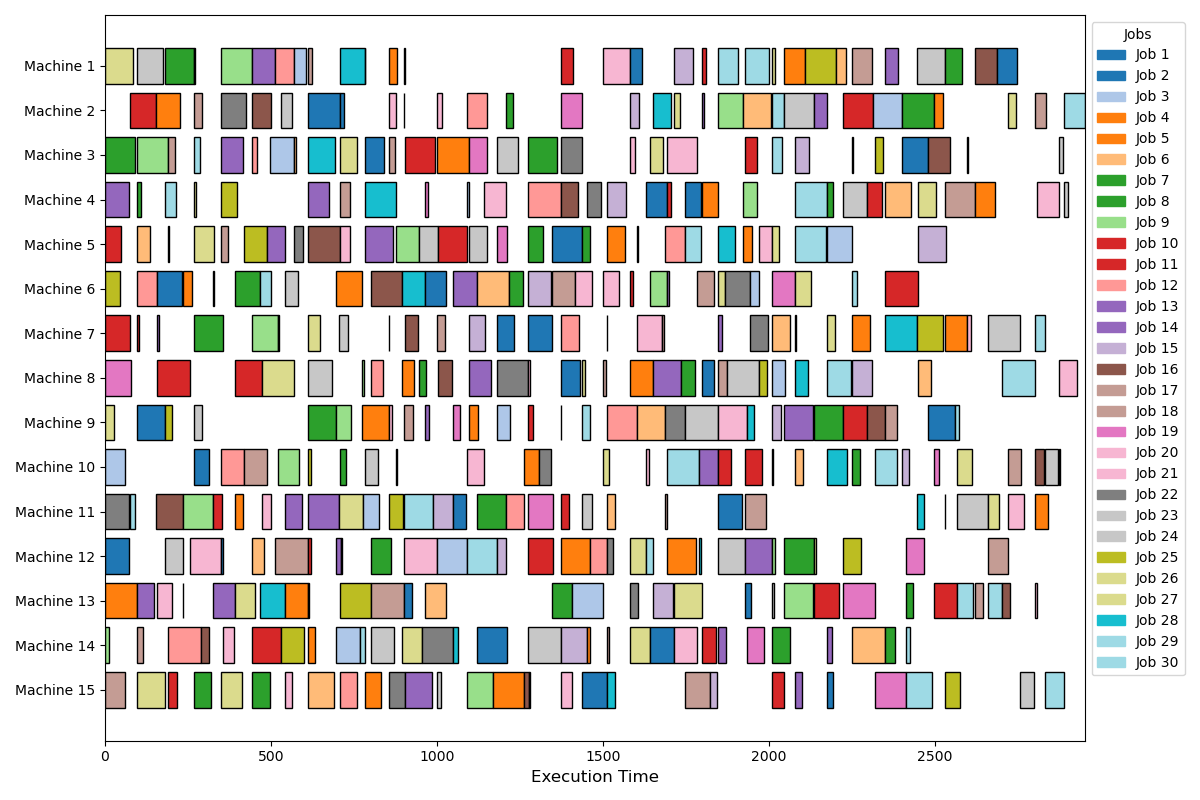 Machine 1
Machine 2
Machine 3
Machine 4
Machine 5
Machine 6
Machine 7
Machine 8
Machine 9
Machine 10
Machine 11
Machine 12
Machine 13
Machine 14
Machine 15
0 500 1000 1500 2000 2500
Execution Time
Jobs
Job 1
Job 2
Job 3
Job 4
Job 5
Job 6
Job 7
Job 8
Job 9
Job 10
Job 11
Job 12
Job 13
Job 14
Job 15
Job 16
Job 17
Job 18
Job 19
Job 20
Job 21
Job 22
Job 23
Job 24
Job 25
Job 26
Job 27
Job 28
Job 29
Job 30